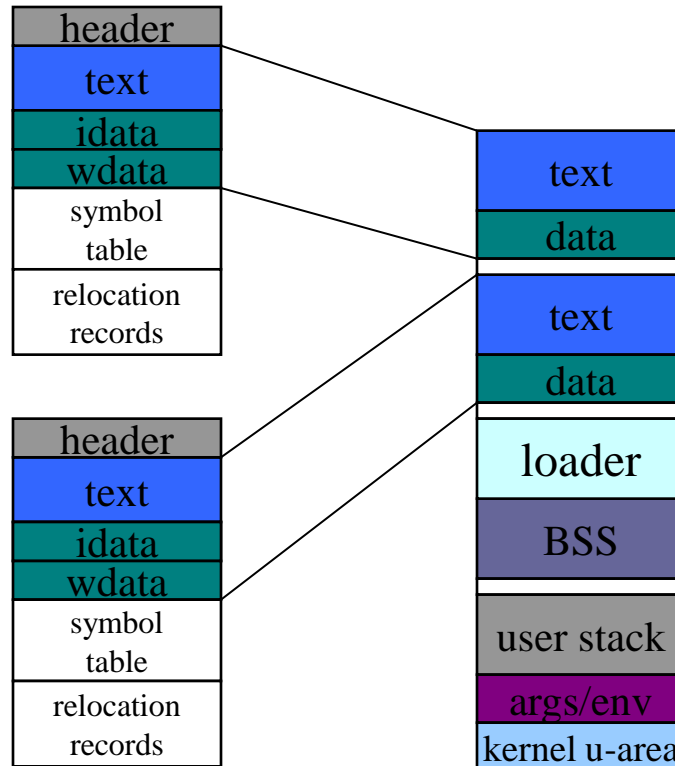 header
text
idata
wdata
symbol
table
relocation
records
header
text
idata
wdata
symbol
table
relocation
records
text
data
text
data
loader
BSS
user stack
args/env
kernel u-area